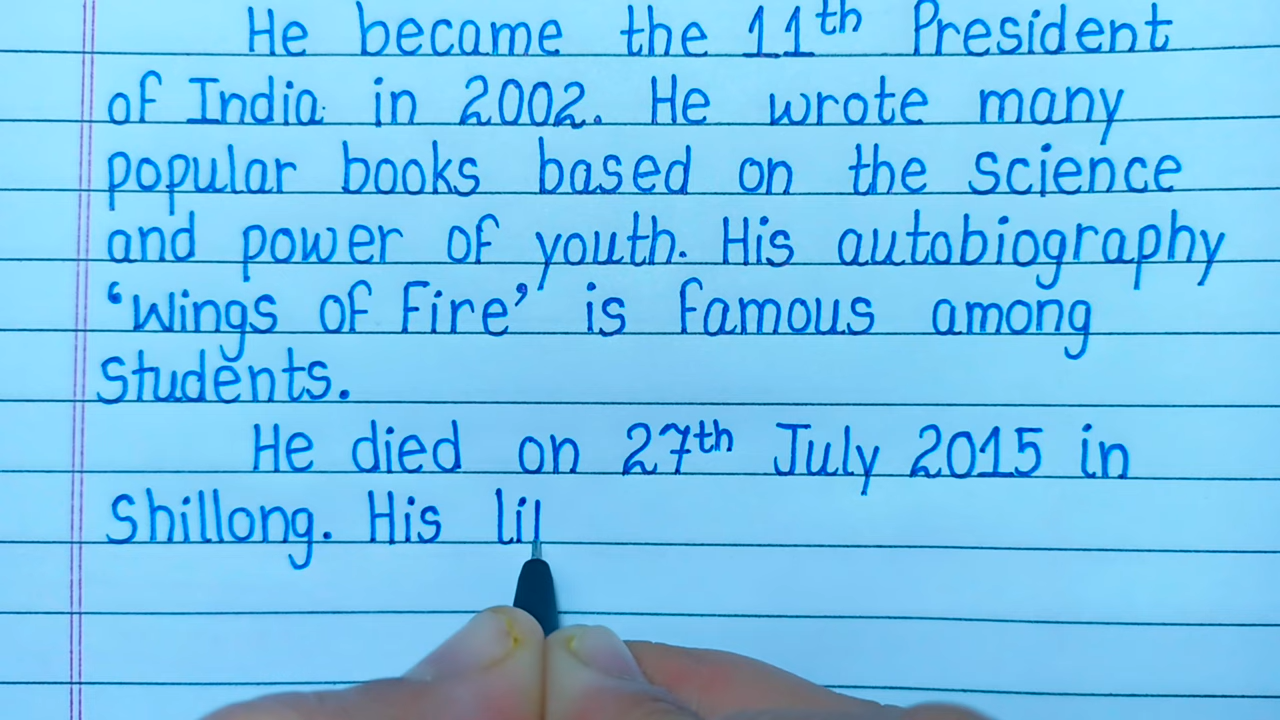 He became the 11th President
of India in 2002. He wrote many
popular books based on the science
and power of youth. His autobiography
‘Wings of Fire’ is famous among
Students.
He died on 27th July 2015 in
Shillong. His